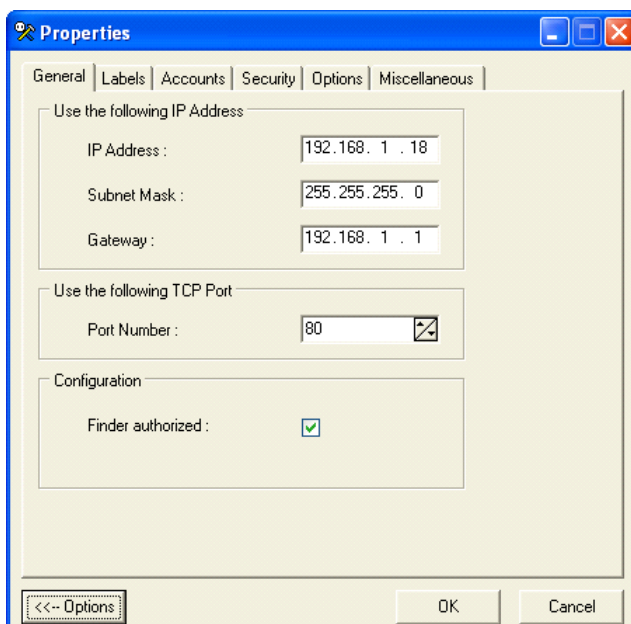 Properties
General Labels Accounts Security Options Miscellaneous
Use the following IP Address
IP Address : 192.168. 1 . 18
Subnet Mask : 255.255.255. 0
Gateway : 192.168. 1 . 1
Use the following TCP Port
Port Number : 80
Configuration
Finder authorized :
<<-- Options OK Cancel